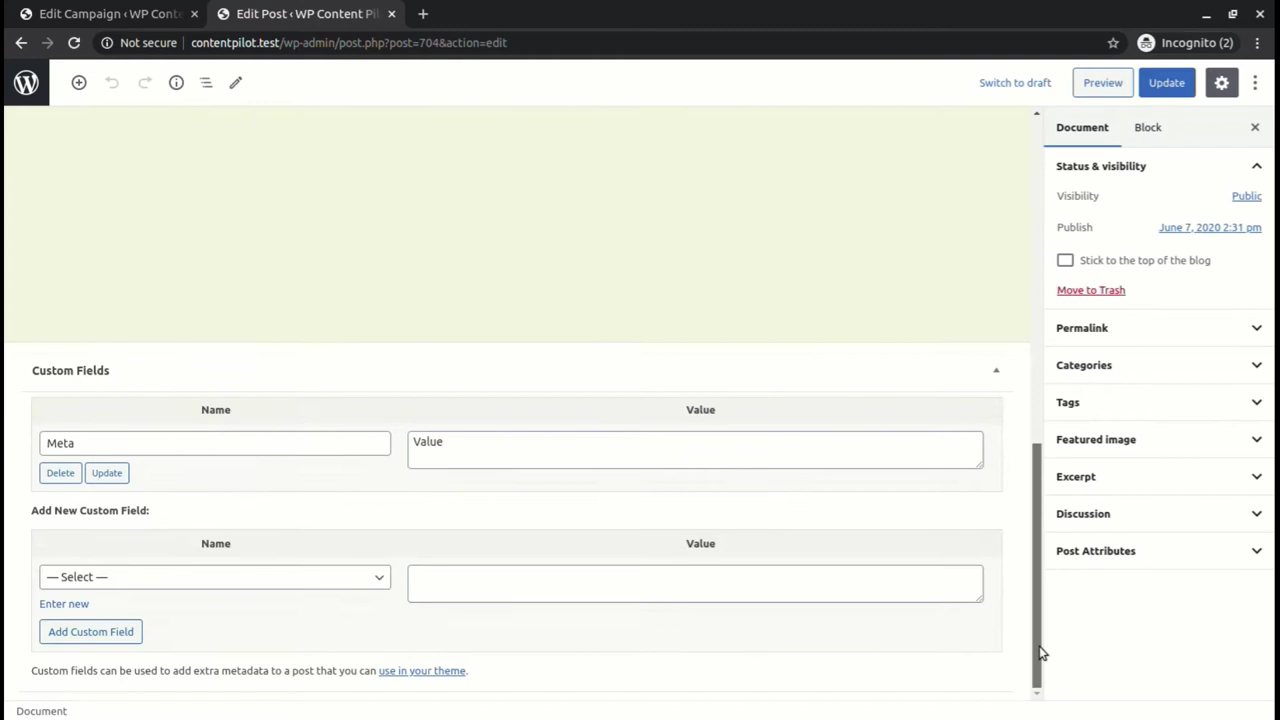 Edit Campaign ‹ WP Conte
Edit Post ‹ WP Content Pil
Not secure
contentpilot.test/wp-admin/post.php?post=704&action=edit
Incognito (2)
Switch to draft
Preview
Update
Document
Block
Status & visibility
Visibility
Public
Publish
June 7, 2020 2:31 pm
Stick to the top of the blog
Move to Trash
Permalink
Categories
Tags
Featured image
Excerpt
Discussion
Post Attributes
Custom Fields
Name
Value
Meta
Value
Delete
Update
Add New Custom Field:
Name
Value
— Select —
Enter new
Add Custom Field
Custom fields can be used to add extra metadata to a post that you can use in your theme.
Document